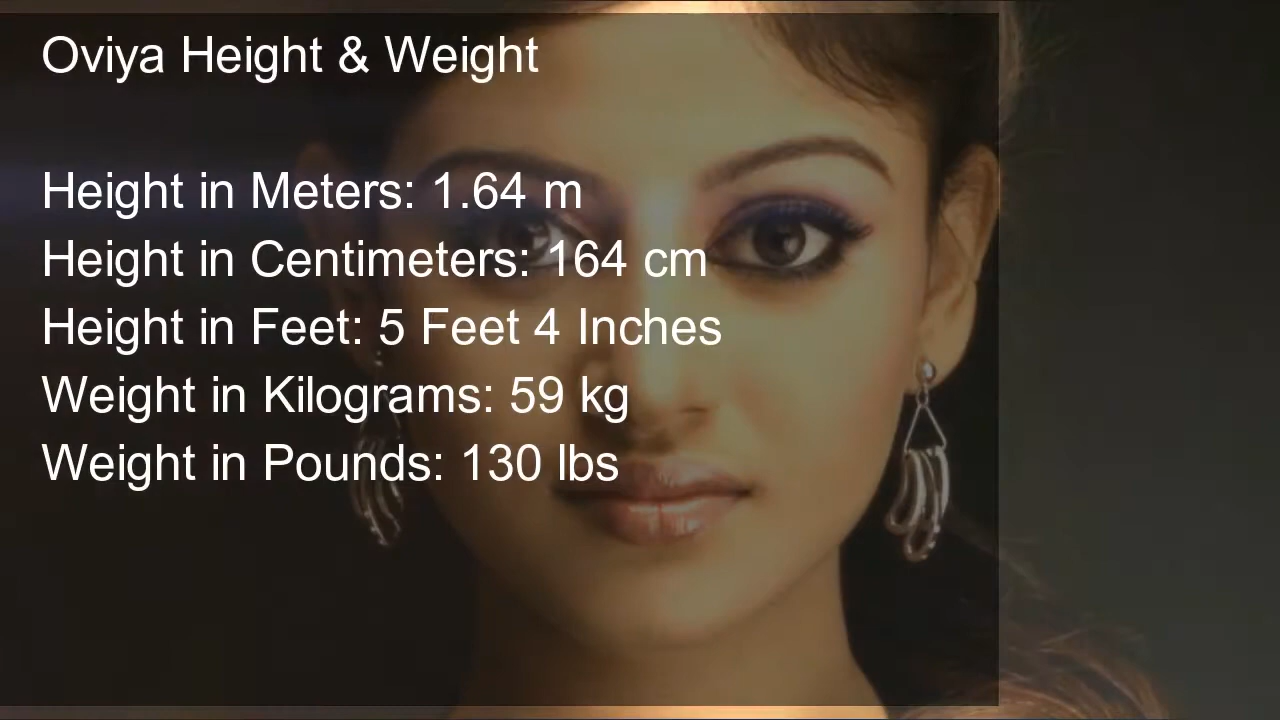 Oviya Height & Weight
Height in Meters: 1.64 m
Height in Centimeters: 164 cm
Height in Feet: 5 Feet 4 Inches
Weight in Kilograms: 59 kg
Weight in Pounds: 130 lbs